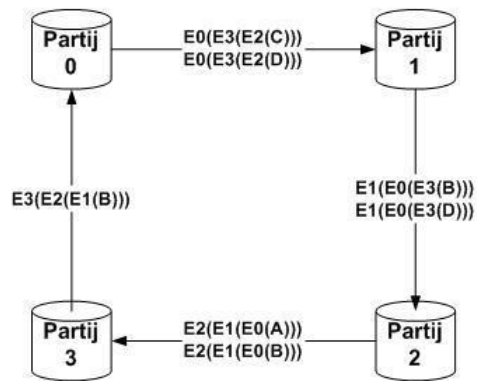 Partij
0
E0(E3(E2(C)))
E0(E3(E2(D)))
Partij
1
E3(E2(E1(B)))
E1(E0(E3(B)))
E1(E0(E3(D)))
Partij
3
E2(E1(E0(A)))
E2(E1(E0(B)))
Partij
2